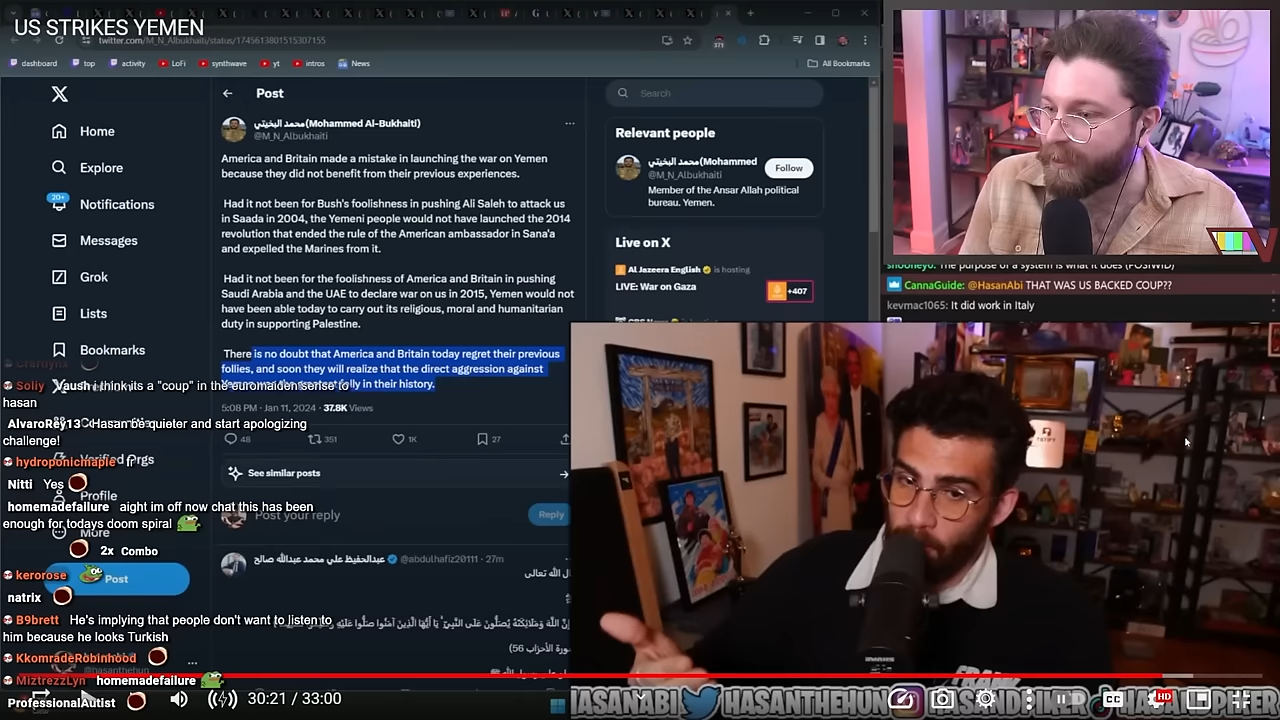 US STRIKES YEMEN
twitter.com/M_N_Albukhaiti/status/1745613801515307155
dashboard
top
activity
LoFi
synthwave
yt
intros
News
All Bookmarks
Post
Search
محمد البخيتي(Mohammed Al-Bukhaiti)
@M_N_Albukhaiti
America and Britain made a mistake in launching the war on Yemen
because they did not benefit from their previous experiences.
Had it not been for Bush's foolishness in pushing Ali Saleh to attack us
in Saada in 2004, the Yemeni people would not have launched the 2014
revolution that ended the rule of the American ambassador in Sana'a
and expelled the Marines from it.
Had it not been for the foolishness of America and Britain in pushing
Saudi Arabia and the UAE to declare war on us in 2015, Yemen would not
have been able today to carry out its religious, moral and humanitarian
duty in supporting Palestine.
There is no doubt that America and Britain today regret their previous
follies, and soon they will realize that the direct aggression against
folly in their history.
5:08 PM · Jan 11, 2024 · 37.8K Views
48
351
1K
27
See similar posts
Post your reply
Reply
عبدالحفيظ علي محمد عبدالله صالح
@abdulhafiz20111 · 27m
ال الله تعالى
Home
Explore
20+
Notifications
Messages
Grok
Lists
Bookmarks
Profile
More
Post
Relevant people
محمد البخيتي(Mohammed
@M_N_Albukhaiti
Follow
Member of the Ansar Allah political
bureau. Yemen.
Live on X
Al Jazeera English is hosting
LIVE: War on Gaza
+407
shooneyo: The purpose of a system is what it does (POSIWID)
CannaGuide: @HasanAbi THAT WAS US BACKED COUP??
kevmac1065: It did work in Italy
Craftlynx
Soliy Vaush i think its a "coup" in the euromaiden sense to
hasan
AlvaroRey13 Hasan be quieter and start apologizing
challenge!
hydroponicmaple
Nitti Yes
homemadefailure aight im off now chat this has been
enough for todays doom spiral
2x Combo
kerorose
natrix
B9brett He's implying that people don't want to listen to
him because he looks Turkish
KkomradeRobinhood
MiztrezzLyn homemadefailure
ProfessionalAutist
30:21 / 33:00
HD
IASANABI HASANTHEHUN HASANDPIKER HASANDPIKER